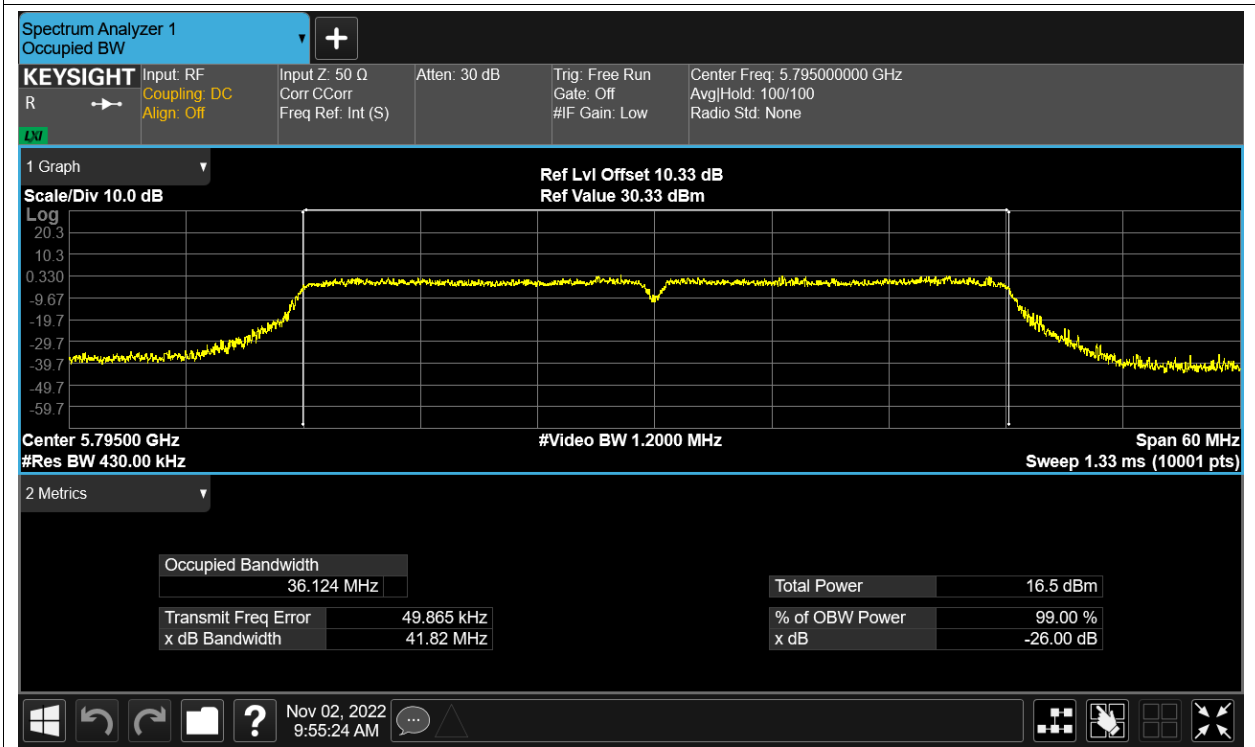 Spectrum Analyzer 1
Occupied BW
KEYSIGHT
R
LXI
Input: RF
Coupling: DC
Align: Off
Input Z: 50 Ω
Corr CCorr
Freq Ref: Int (S)
Atten: 30 dB
Trig: Free Run
Gate: Off
#IF Gain: Low
Center Freq: 5.795000000 GHz
Avg|Hold: 100/100
Radio Std: None
1 Graph
Scale/Div 10.0 dB
Ref Lvl Offset 10.33 dB
Ref Value 30.33 dBm
Log
20.3
10.3
0.330
-9.67
-19.7
-29.7
-39.7
-49.7
-59.7
Center 5.79500 GHz
#Res BW 430.00 kHz
#Video BW 1.2000 MHz
Span 60 MHz
Sweep 1.33 ms (10001 pts)
2 Metrics
Occupied Bandwidth
36.124 MHz
Transmit Freq Error 49.865 kHz
x dB Bandwidth 41.82 MHz
Total Power 16.5 dBm
% of OBW Power 99.00 %
x dB -26.00 dB
?
Nov 02, 2022
9:55:24 AM